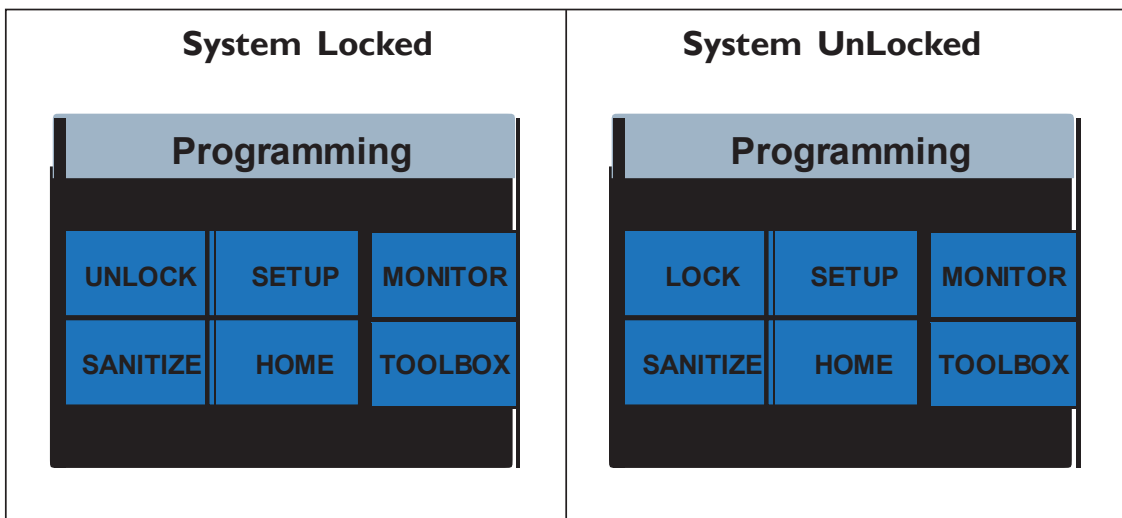 System Locked
Programming
UNLOCK SETUP MONITOR
SANITIZE HOME TOOLBOX
System UnLocked
Programming
LOCK SETUP MONITOR
SANITIZE HOME TOOLBOX